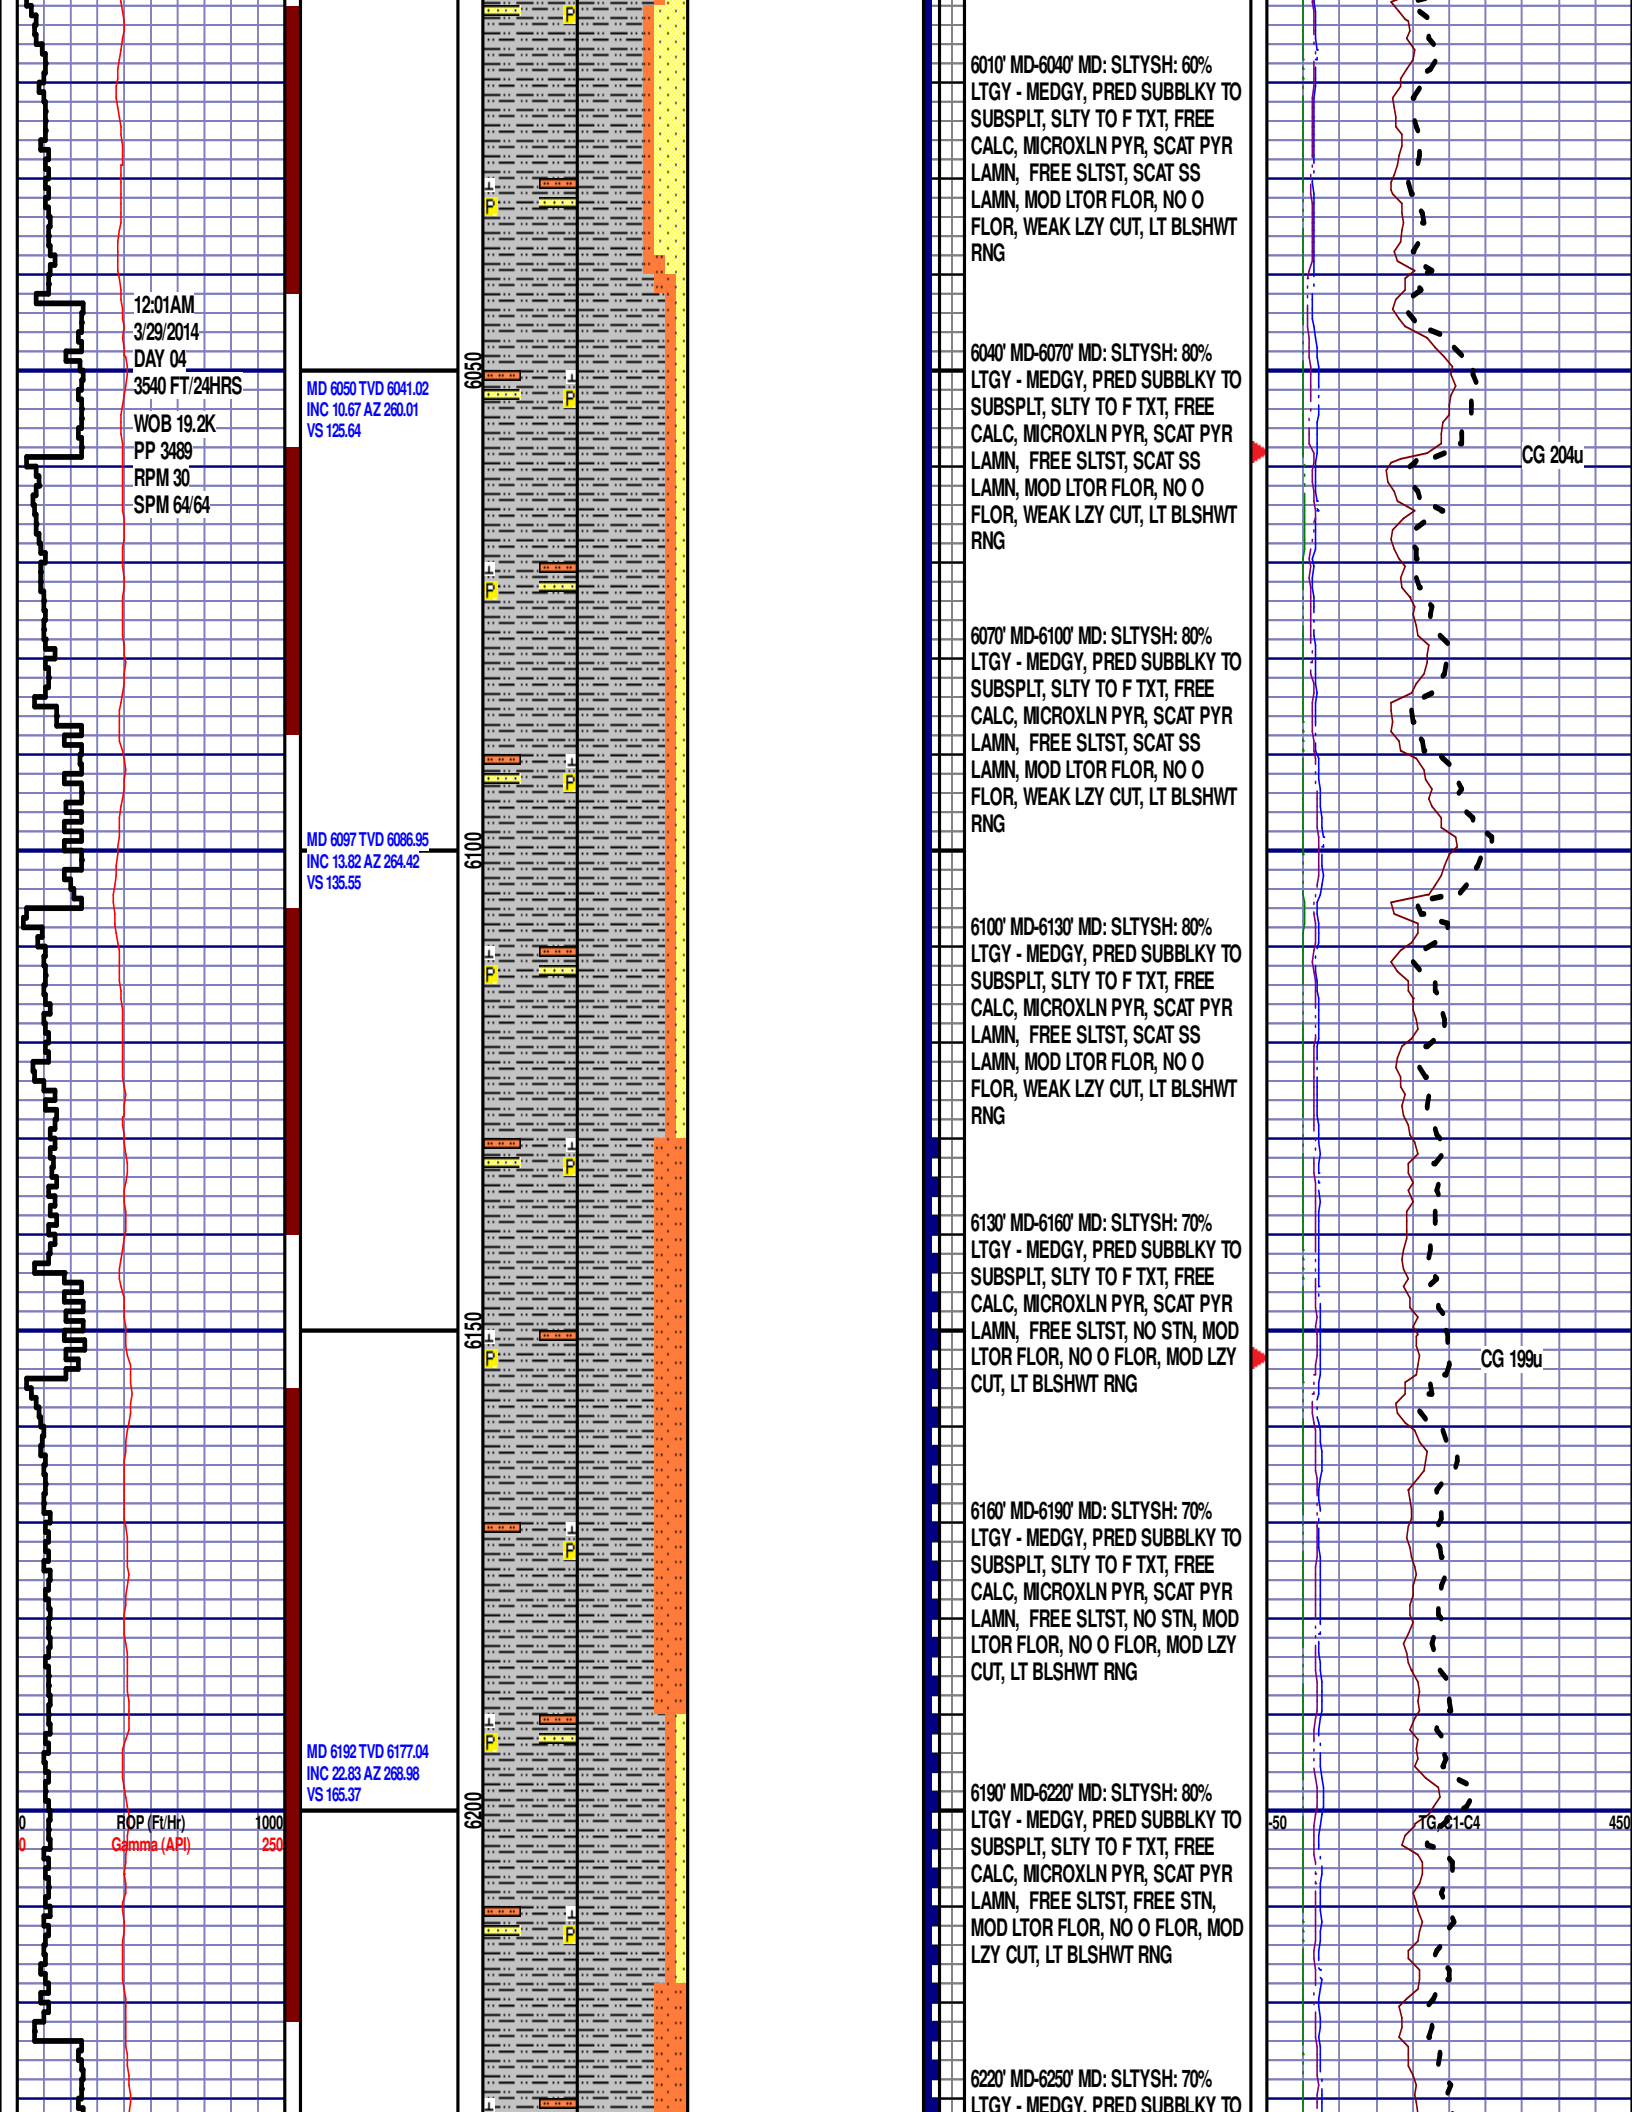 12:01AM
3/29/2014
DAY 04
3540 FT/24HRS
WOB 19.2K
PP 3489
RPM 30
SPM 64/64
0 ROP (Ft/Hr) 1000
0 Gamma (API) 250
MD 6050 TVD 6041.02
INC 10.67 AZ 260.01
VS 125.64
MD 6097 TVD 6086.95
INC 13.82 AZ 264.42
VS 135.55
MD 6192 TVD 6177.04
INC 22.83 AZ 268.98
VS 165.37
6050
6100
6150
6200
P
P
P
P
P
P
P
P
P
P
P
6010' MD-6040' MD: SLTYSH: 60%
LTGY - MEDGY, PRED SUBBLKY TO
SUBSPLT, SLTY TO F TXT, FREE
CALC, MICROXLN PYR, SCAT PYR
LAMN, FREE SLTST, SCAT SS
LAMN, MOD LTOR FLOR, NO O
FLOR, WEAK LZY CUT, LT BLSHWT
RNG
6040' MD-6070' MD: SLTYSH: 80%
LTGY - MEDGY, PRED SUBBLKY TO
SUBSPLT, SLTY TO F TXT, FREE
CALC, MICROXLN PYR, SCAT PYR
LAMN, FREE SLTST, SCAT SS
LAMN, MOD LTOR FLOR, NO O
FLOR, WEAK LZY CUT, LT BLSHWT
RNG
6070' MD-6100' MD: SLTYSH: 80%
LTGY - MEDGY, PRED SUBBLKY TO
SUBSPLT, SLTY TO F TXT, FREE
CALC, MICROXLN PYR, SCAT PYR
LAMN, FREE SLTST, SCAT SS
LAMN, MOD LTOR FLOR, NO O
FLOR, WEAK LZY CUT, LT BLSHWT
RNG
6100' MD-6130' MD: SLTYSH: 80%
LTGY - MEDGY, PRED SUBBLKY TO
SUBSPLT, SLTY TO F TXT, FREE
CALC, MICROXLN PYR, SCAT PYR
LAMN, FREE SLTST, SCAT SS
LAMN, MOD LTOR FLOR, NO O
FLOR, WEAK LZY CUT, LT BLSHWT
RNG
6130' MD-6160' MD: SLTYSH: 70%
LTGY - MEDGY, PRED SUBBLKY TO
SUBSPLT, SLTY TO F TXT, FREE
CALC, MICROXLN PYR, SCAT PYR
LAMN, FREE SLTST, NO STN, MOD
LTOR FLOR, NO O FLOR, MOD LZY
CUT, LT BLSHWT RNG
6160' MD-6190' MD: SLTYSH: 70%
LTGY - MEDGY, PRED SUBBLKY TO
SUBSPLT, SLTY TO F TXT, FREE
CALC, MICROXLN PYR, SCAT PYR
LAMN, FREE SLTST, NO STN, MOD
LTOR FLOR, NO O FLOR, MOD LZY
CUT, LT BLSHWT RNG
6190' MD-6220' MD: SLTYSH: 80%
LTGY - MEDGY, PRED SUBBLKY TO
SUBSPLT, SLTY TO F TXT, FREE
CALC, MICROXLN PYR, SCAT PYR
LAMN, FREE SLTST, FREE STN,
MOD LTOR FLOR, NO O FLOR, MOD
LZY CUT, LT BLSHWT RNG
6220' MD-6250' MD: SLTYSH: 70%
LTGY - MEDGY, PRED SUBBLKY TO
CG 204u
CG 199u
-50 TG, C1-C4 450